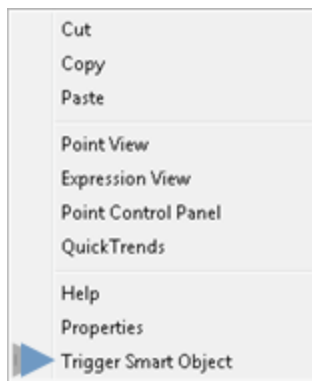 Cut
Copy
Paste
Point View
Expression View
Point Control Panel
QuickTrends
Help
Properties
Trigger Smart Object